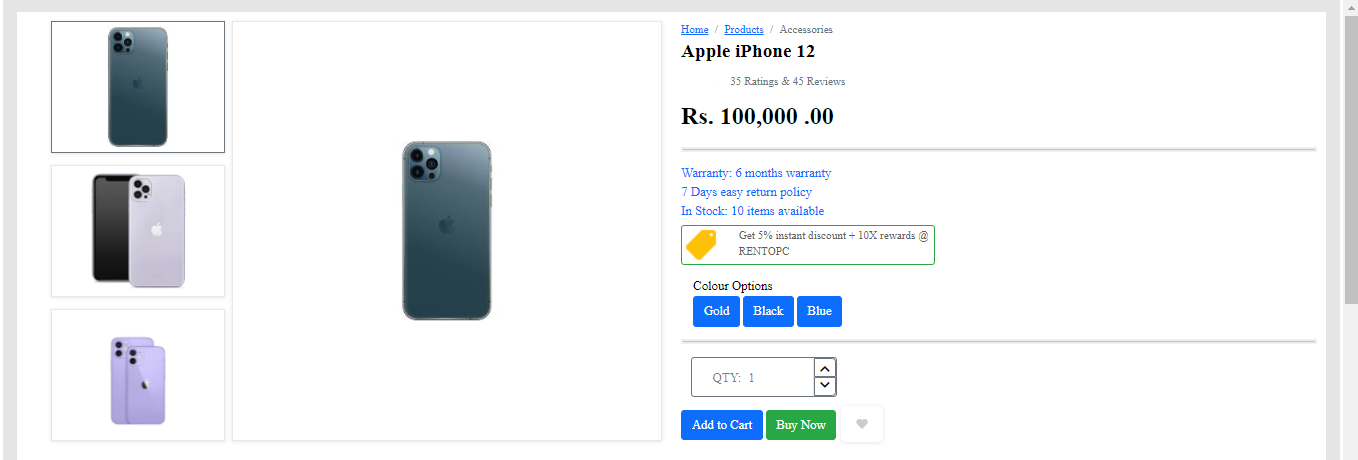 Home / Products / Accessories
Apple iPhone 12
35 Ratings & 45 Reviews
Rs. 100,000 .00
Warranty: 6 months warranty
7 Days easy return policy
In Stock: 10 items available
Get 5% instant discount + 10X rewards @
RENTOPC
Colour Options
Gold Black Blue
QTY: 1
Add to Cart Buy Now